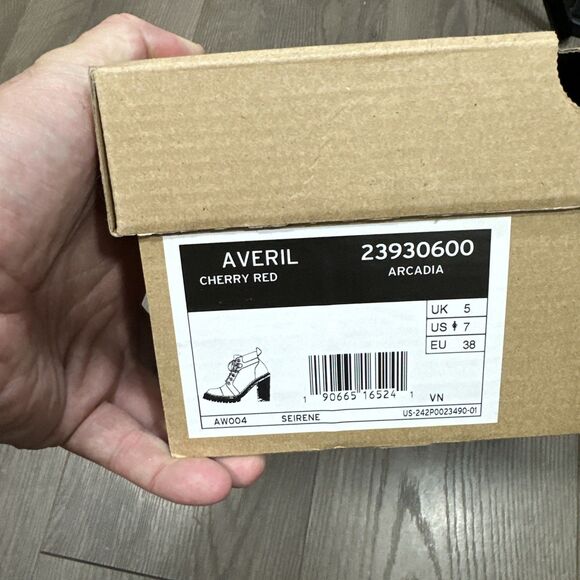 AVERIL 23930600
CHERRY RED ARCADIA
UK 5
US 7
EU 38
1 90665 16524 1 VN
AW004 SEIRENE US-242P0023490-01